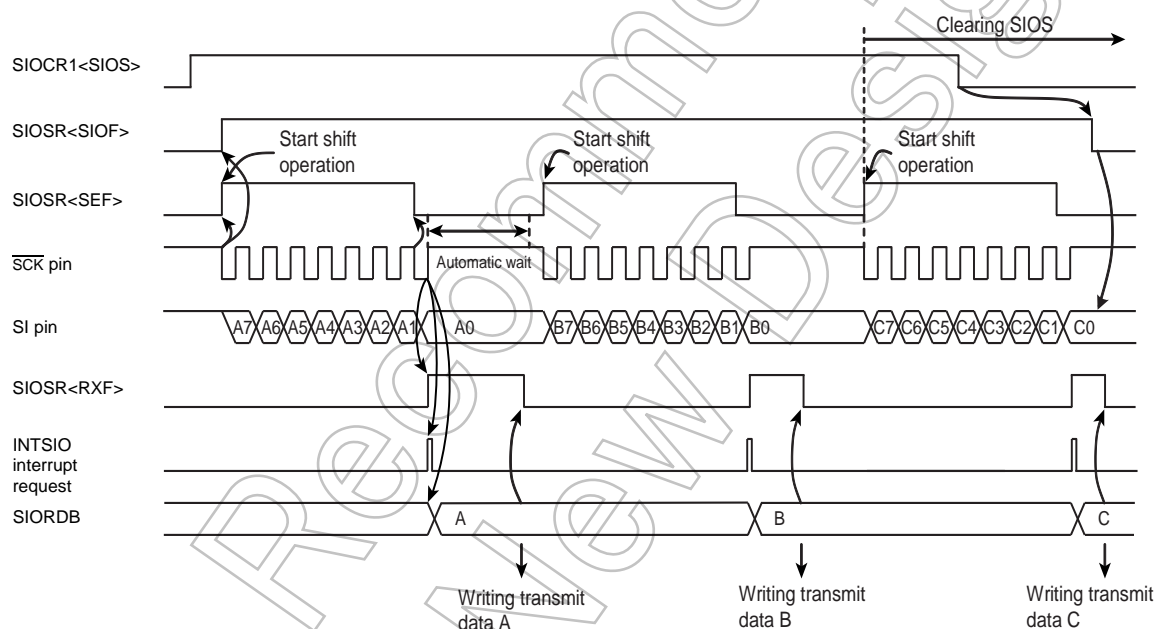 Clearing SIOS
SIOCR1<SIOS>
SIOSR<SIOF>
Start shift
operation
Start shift
operation
Start shift
operation
SIOSR<SEF>
Automatic wait
SCK pin
SI pin
A7 A6 A5 A4 A3 A2 A1 A0 B7 B6 B5 B4 B3 B2 B1 B0 C7 C6 C5 C4 C3 C2 C1 C0
SIOSR<RXF>
INTSIO
interrupt
request
SIORDB
A B C
Writing transmit
data A
Writing transmit
data B
Writing transmit
data C
Recomme
New Desig